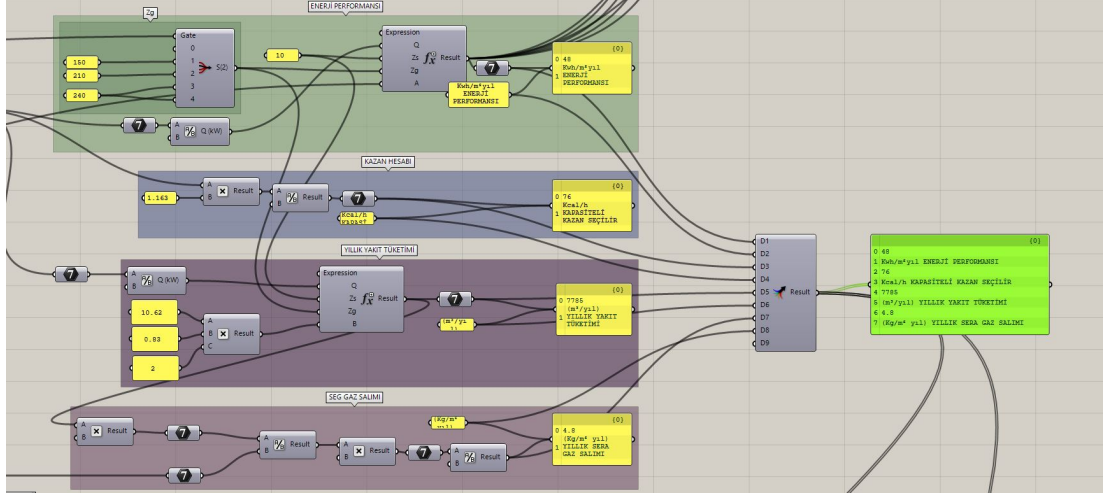 ENERJİ PERFORMANSI
Zg
Gate
0
1
2
3
4
S(2)
150
210
240
10
Expression
Q
Zs
Zg
A
Result
7
Kwh/m²yıl
ENERJİ
PERFORMANSI
{0}
0 48
Kwh/m²yıl
1 ENERJİ
PERFORMANSI
7
A
B
A/B
Q (kW)
KAZAN HESABI
1.163
A
B
Result
A
B
A/B
Result
7
Kcal/h
{0}
0 76
Kcal/h
1 KAPASİTELİ
KAZAN SEÇİLİR
YILLIK YAKIT TÜKETİMİ
7
A
B
A/B
Q (kW)
10.62
0.83
2
A
B
C
Result
Expression
Q
Zs
Zg
B
Result
7
(m³/yı
l)
{0}
0 7785
(m³/yıl)
1 YILLIK YAKIT
TÜKETİMİ
SEG GAZ SALIMI
A
B
Result
7
7
A
B
A/B
Result
A
B
Result
7
A
B
A/B
Result
(Kg/m²
yıl)
{0}
0 4.8
(Kg/m² yıl)
1 YILLIK SERA
GAZ SALIMI
D1
D2
D3
D4
D5
D6
D7
D8
D9
Result
{0}
0 48
1 Kwh/m²yıl ENERJİ PERFORMANSI
2 76
3 Kcal/h KAPASİTELİ KAZAN SEÇİLİR
4 7785
5 (m³/yıl) YILLIK YAKIT TÜKETİMİ
6 4.8
7 (Kg/m² yıl) YILLIK SERA GAZ SALIMI